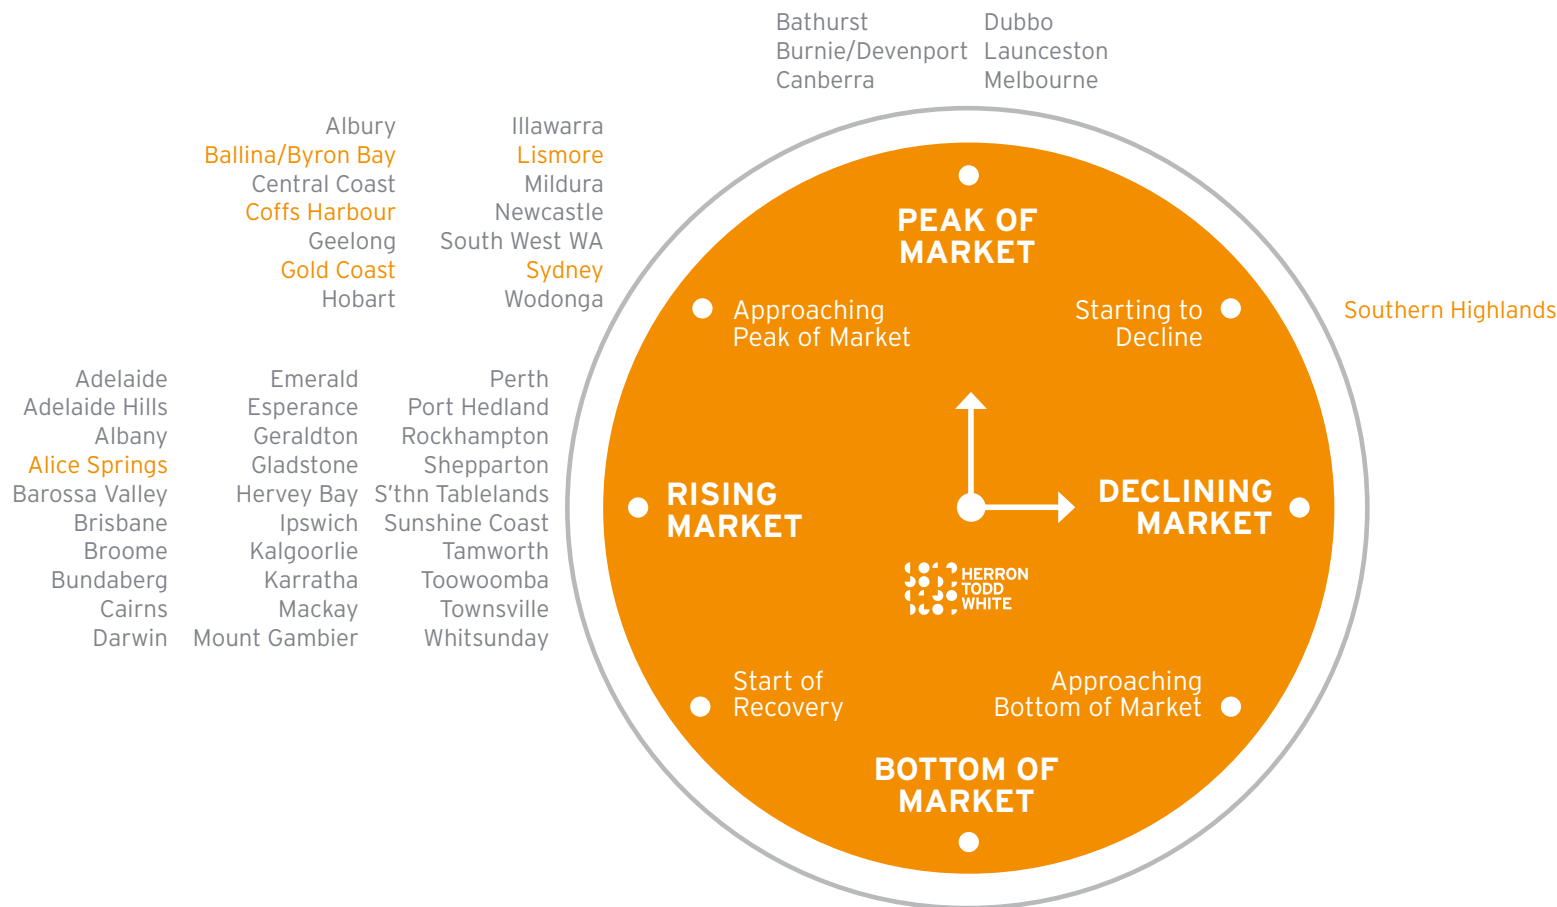 Bathurst
Burnie/Devenport
Canberra
Dubbo
Launceston
Melbourne
Albury
Ballina/Byron Bay
Central Coast
Coffs Harbour
Geelong
Gold Coast
Hobart
Illawarra
Lismore
Mildura
Newcastle
South West WA
Sydney
Wodonga
PEAK OF
MARKET
Approaching
Peak of Market
Starting to
Decline
Southern Highlands
Adelaide
Adelaide Hills
Albany
Alice Springs
Barossa Valley
Brisbane
Broome
Bundaberg
Cairns
Darwin
Emerald
Esperance
Geraldton
Gladstone
Hervey Bay
Ipswich
Kalgoorlie
Karratha
Mackay
Mount Gambier
Perth
Port Hedland
Rockhampton
Shepparton
S'thn Tablelands
Sunshine Coast
Tamworth
Toowoomba
Townsville
Whitsunday
RISING
MARKET
DECLINING
MARKET
HERRON
TODD
WHITE
Start of
Recovery
Approaching
Bottom of Market
BOTTOM OF
MARKET